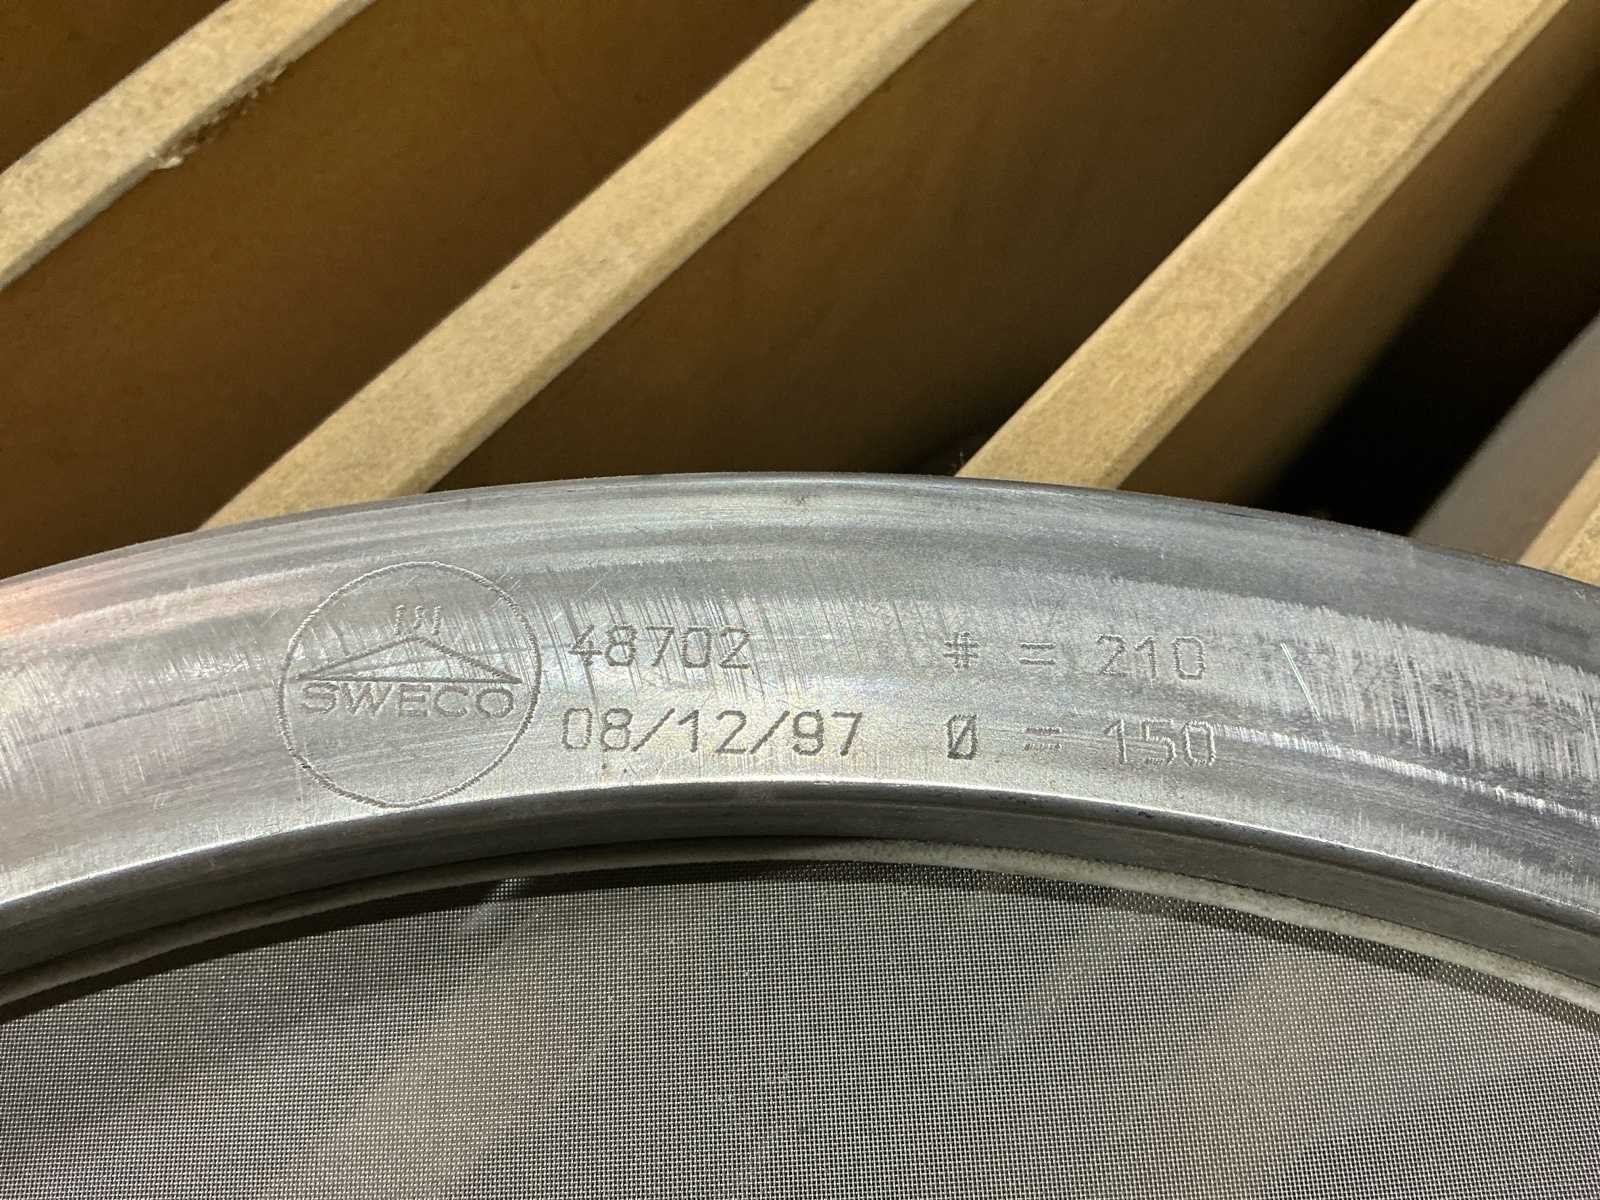 SWECO
48702 # = 210
08/12/97 Ø = 150